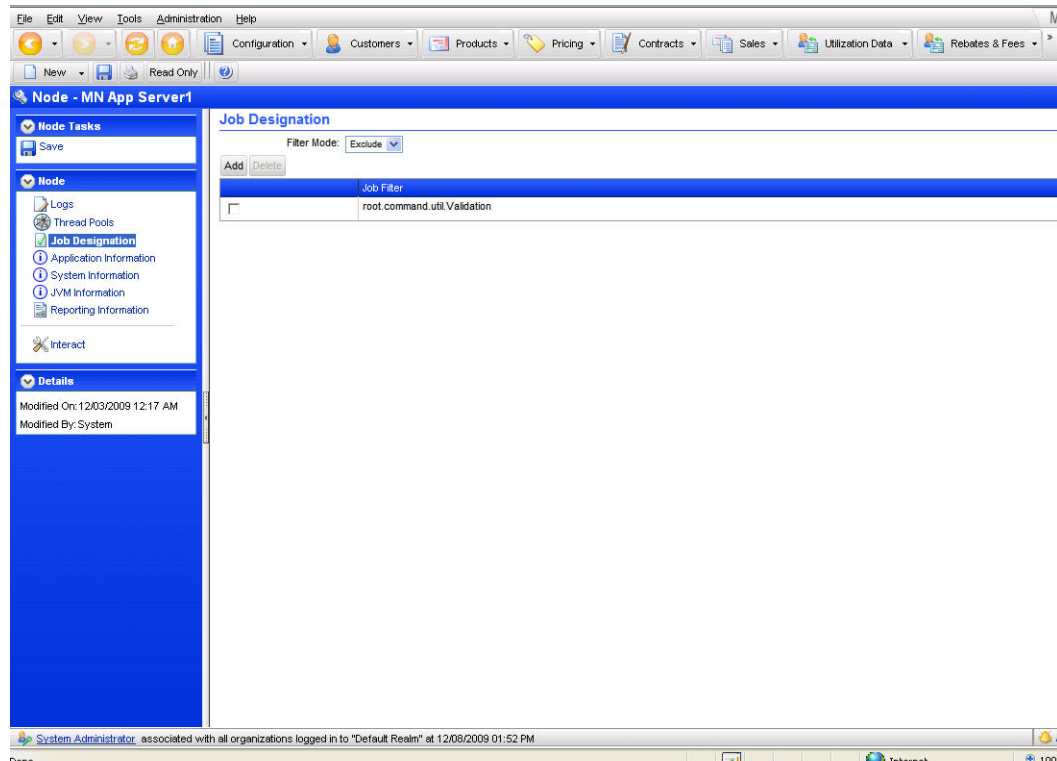 File Edit View Tools Administration Help
Configuration Customers Products Pricing Contracts Sales Utilization Data Rebates & Fees »
New Read Only
Node - MN App Server1
Node Tasks
Save
Node
Logs
Thread Pools
Job Designation
Application Information
System Information
JVM Information
Reporting Information
Interact
Details
Modified On: 12/03/2009 12:17 AM
Modified By: System
Job Designation
Filter Mode: Exclude
Add Delete
Job Filter
root.command.util.Validation
System Administrator associated with all organizations logged in to "Default Realm" at 12/08/2009 01:52 PM
Done Internet 100